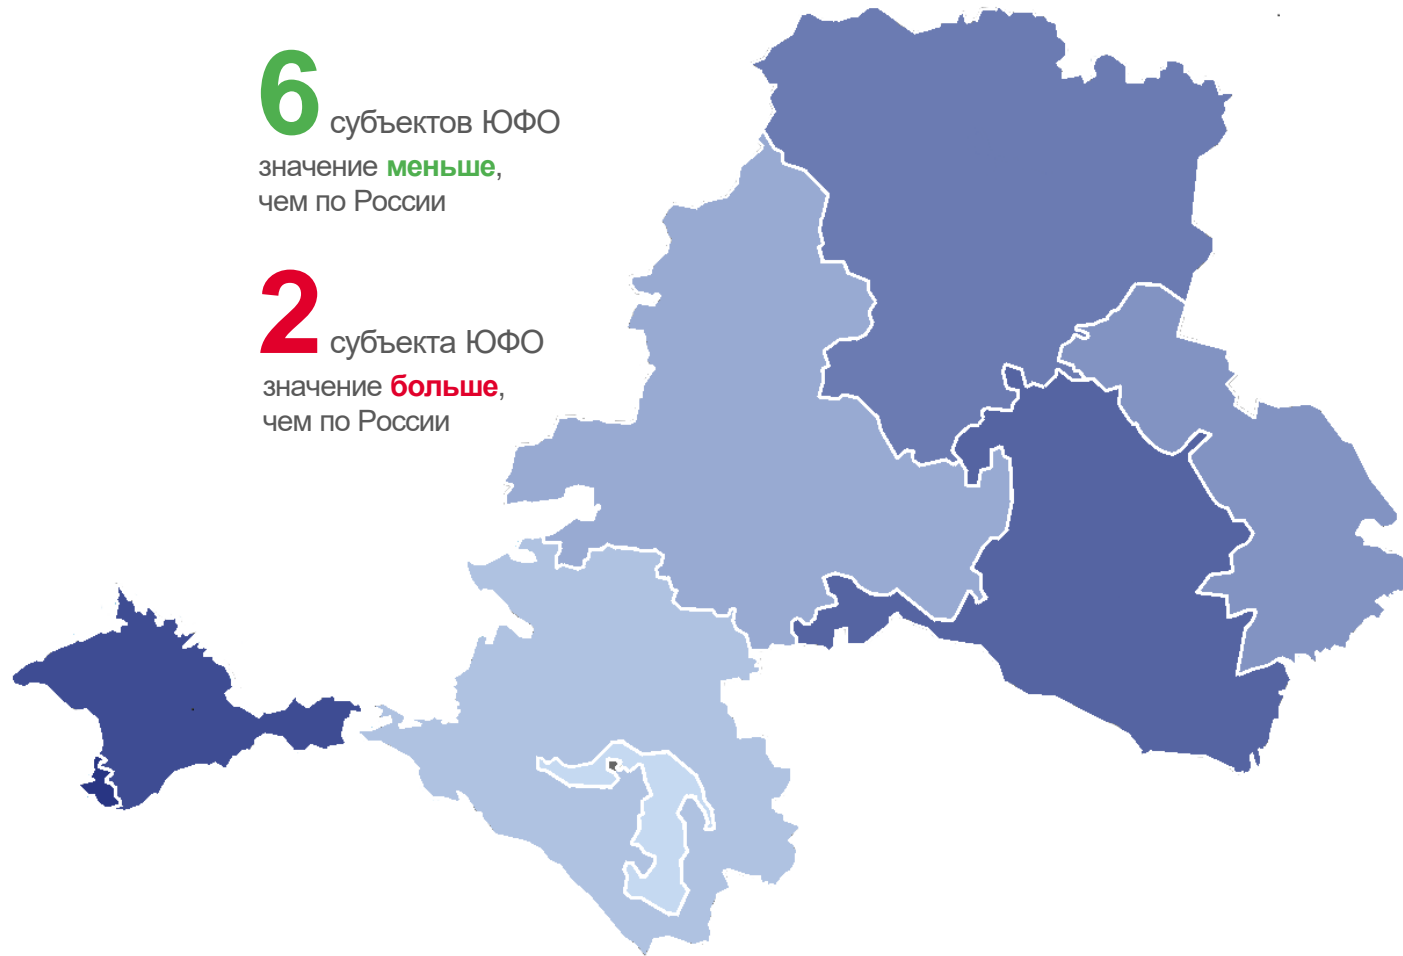 6 субъектов ЮФО
значение меньше,
чем по России
2 субъекта ЮФО
значение больше,
чем по России